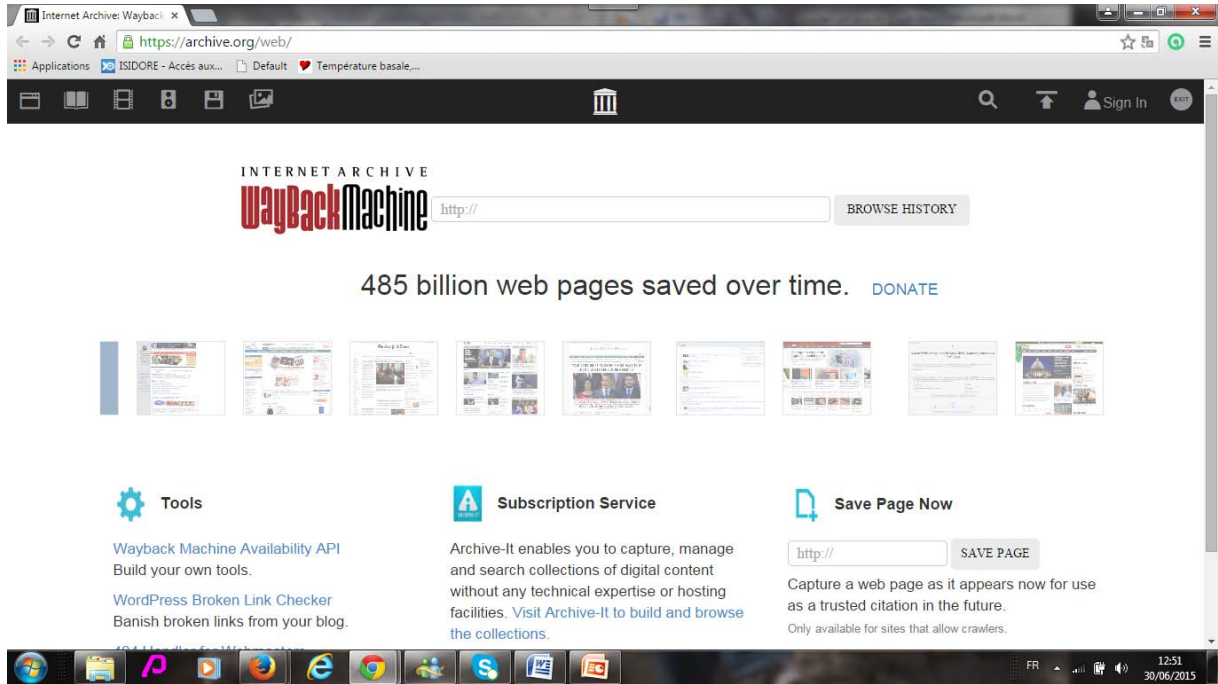 Internet Archive: Wayback
https://archive.org/web/
Applications ISIDORE - Accès aux... Default Température basale,...
Sign In EXIT
INTERNET ARCHIVE
WayBackMachine http:// BROWSE HISTORY
485 billion web pages saved over time. DONATE
Tools
Wayback Machine Availability API
Build your own tools.
WordPress Broken Link Checker
Banish broken links from your blog.
404 Handler for Webmasters
Subscription Service
Archive-It enables you to capture, manage
and search collections of digital content
without any technical expertise or hosting
facilities. Visit Archive-It to build and browse
the collections.
Save Page Now
http:// SAVE PAGE
Capture a web page as it appears now for use
as a trusted citation in the future.
Only available for sites that allow crawlers.
FR 12:51
30/06/2015